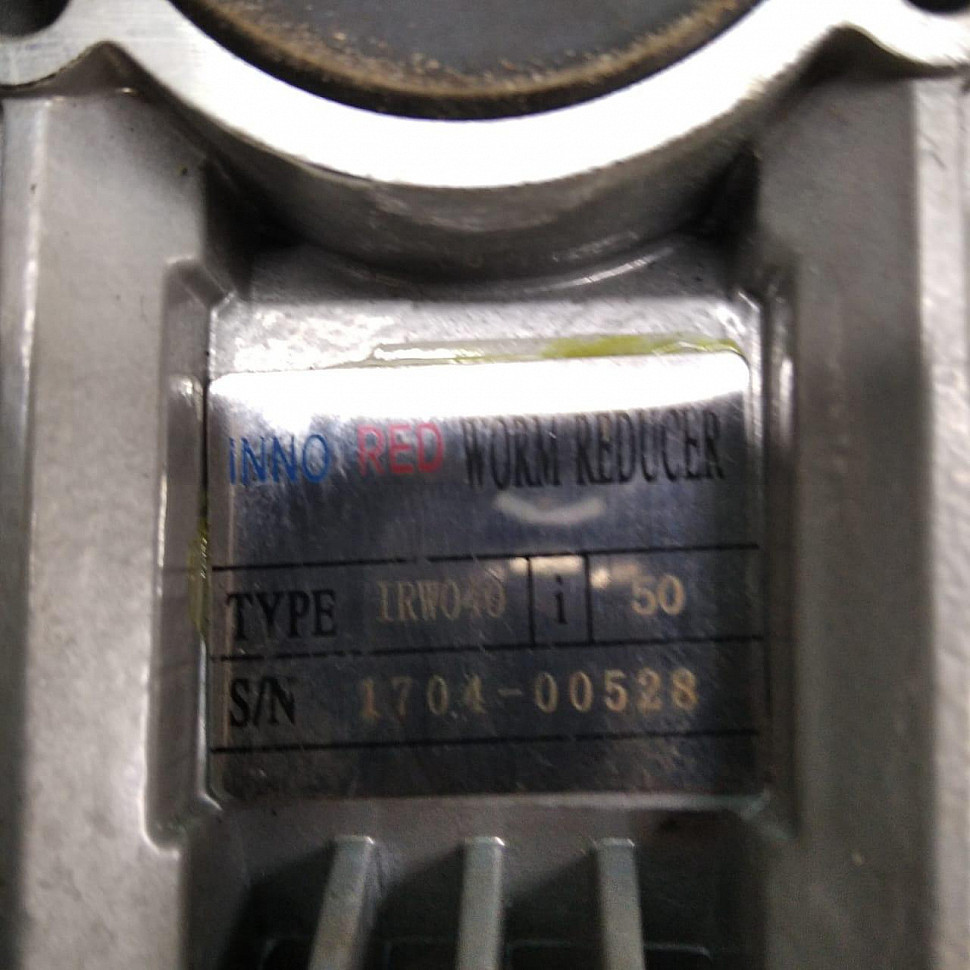 iNNO RED WORM REDUCER
TYPE IRW040 i 50
S/N 1704-00528